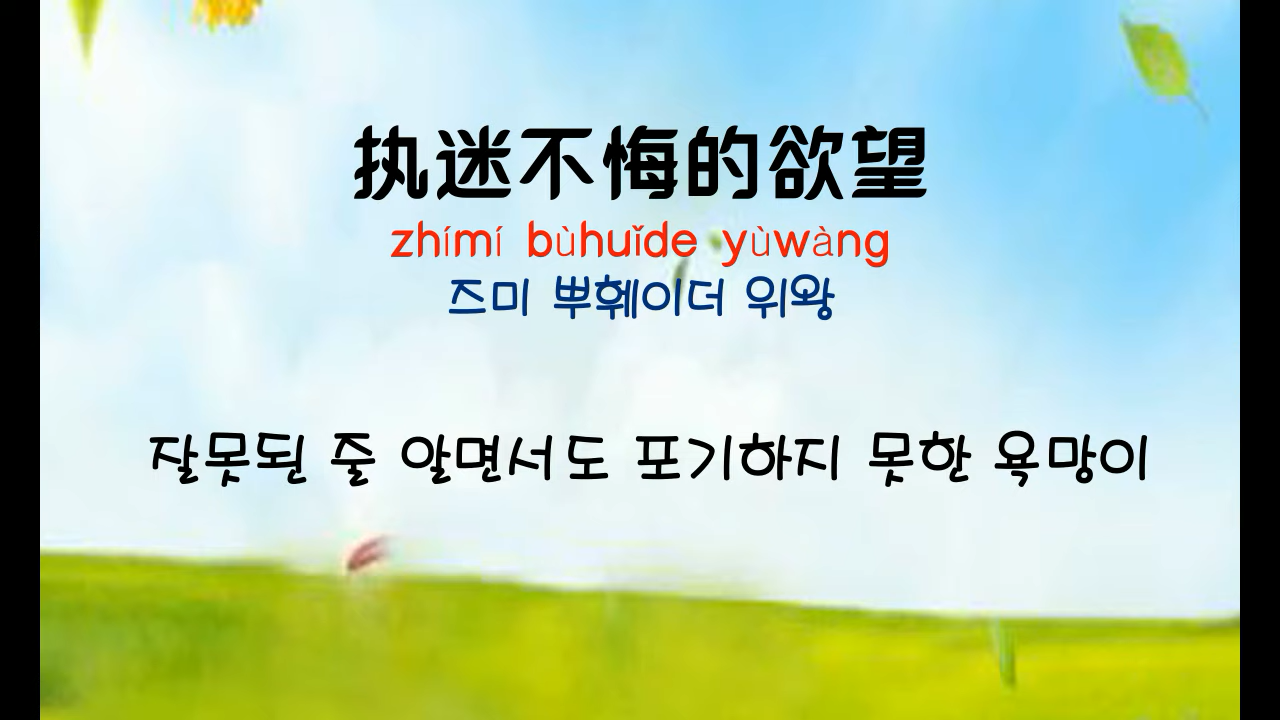 执迷不悔的欲望
zhímí bùhuǐde yùwàng
즈미 뿌훼이더 위왕
잘못된 줄 알면서도 포기하지 못한 욕망이